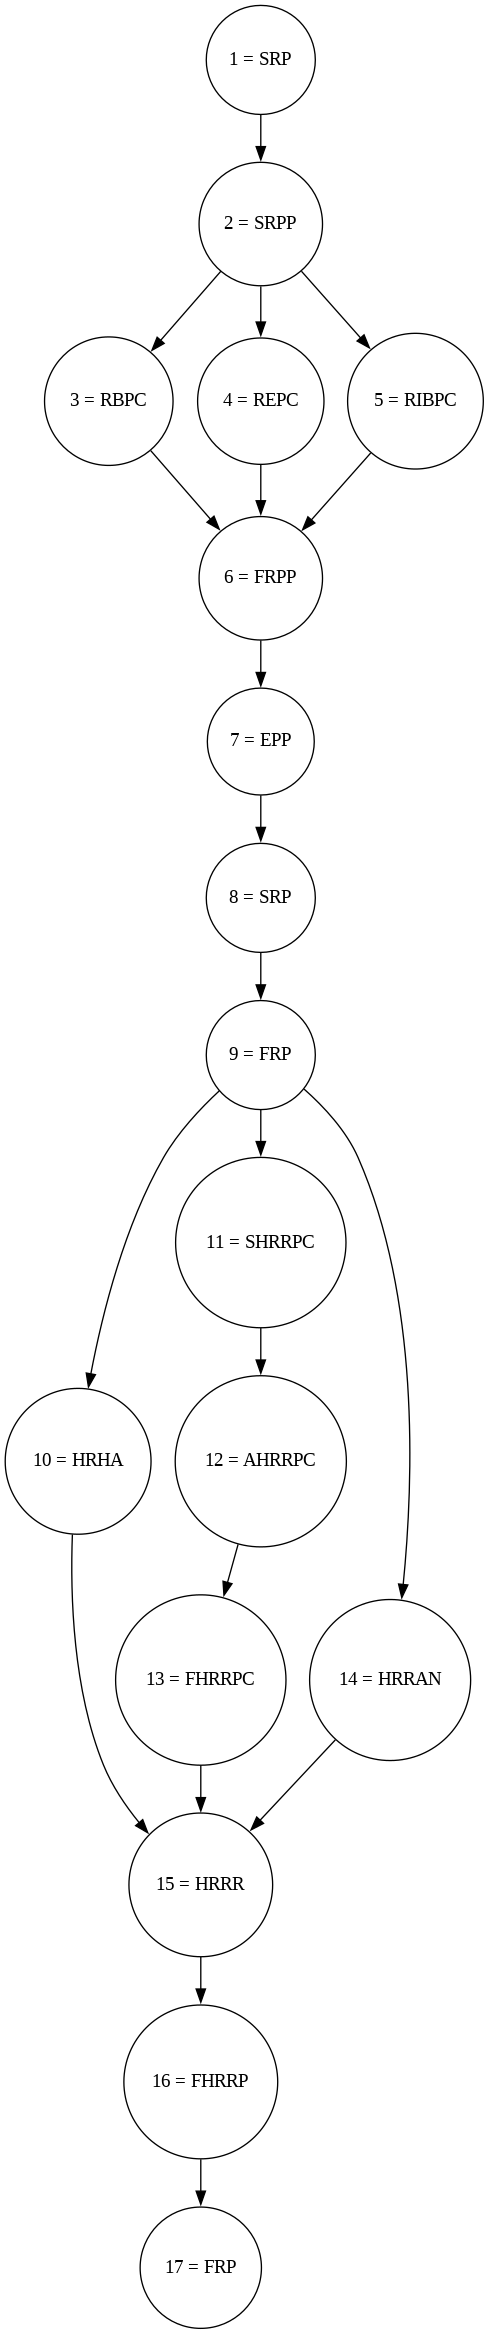 1 = SRP
2 = SRPP
3 = RBPC
4 = REPC
5 = RIBPC
6 = FRPP
7 = EPP
8 = SRP
9 = FRP
11 = SHRRPC
10 = HRHA
12 = AHRRPC
13 = FHRRPC
14 = HRRAN
15 = HRRR
16 = FHRRP
17 = FRP